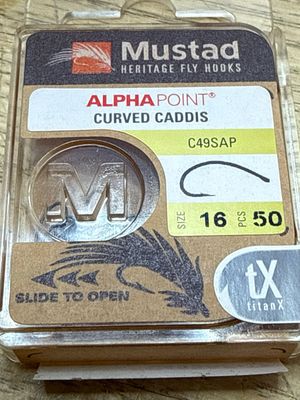 Mustad
HERITAGE FLY HOOKS
ALPHAPOINT®
CURVED CADDIS
C49SAP
SIZE 16 PCS 50
M
SLIDE TO OPEN
tX
titanX